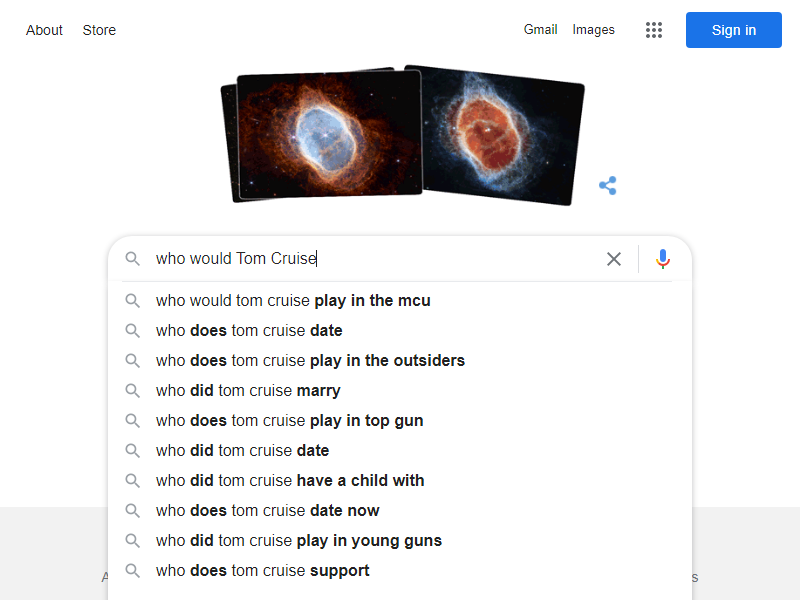 About Store Gmail Images Sign in
who would Tom Cruise
who would tom cruise play in the mcu
who does tom cruise date
who does tom cruise play in the outsiders
who did tom cruise marry
who does tom cruise play in top gun
who did tom cruise date
who did tom cruise have a child with
who does tom cruise date now
who did tom cruise play in young guns
who does tom cruise support